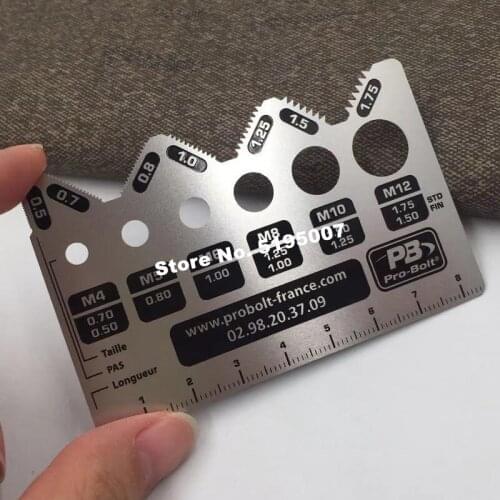 0.5
0.7
0.8
1.0
1.25
1.5
1.75
M4
0.70
0.50
M5
0.80
1.00
M8
1.25
1.00
M10
1.25
M12
1.75
1.50
STD
FIN
Store No.
Taille
PAS
Longueur
www.probolt-france.com
02.98.20.37.09
PB
Pro-Bolt®
1 2 3 4 5 6 7 8